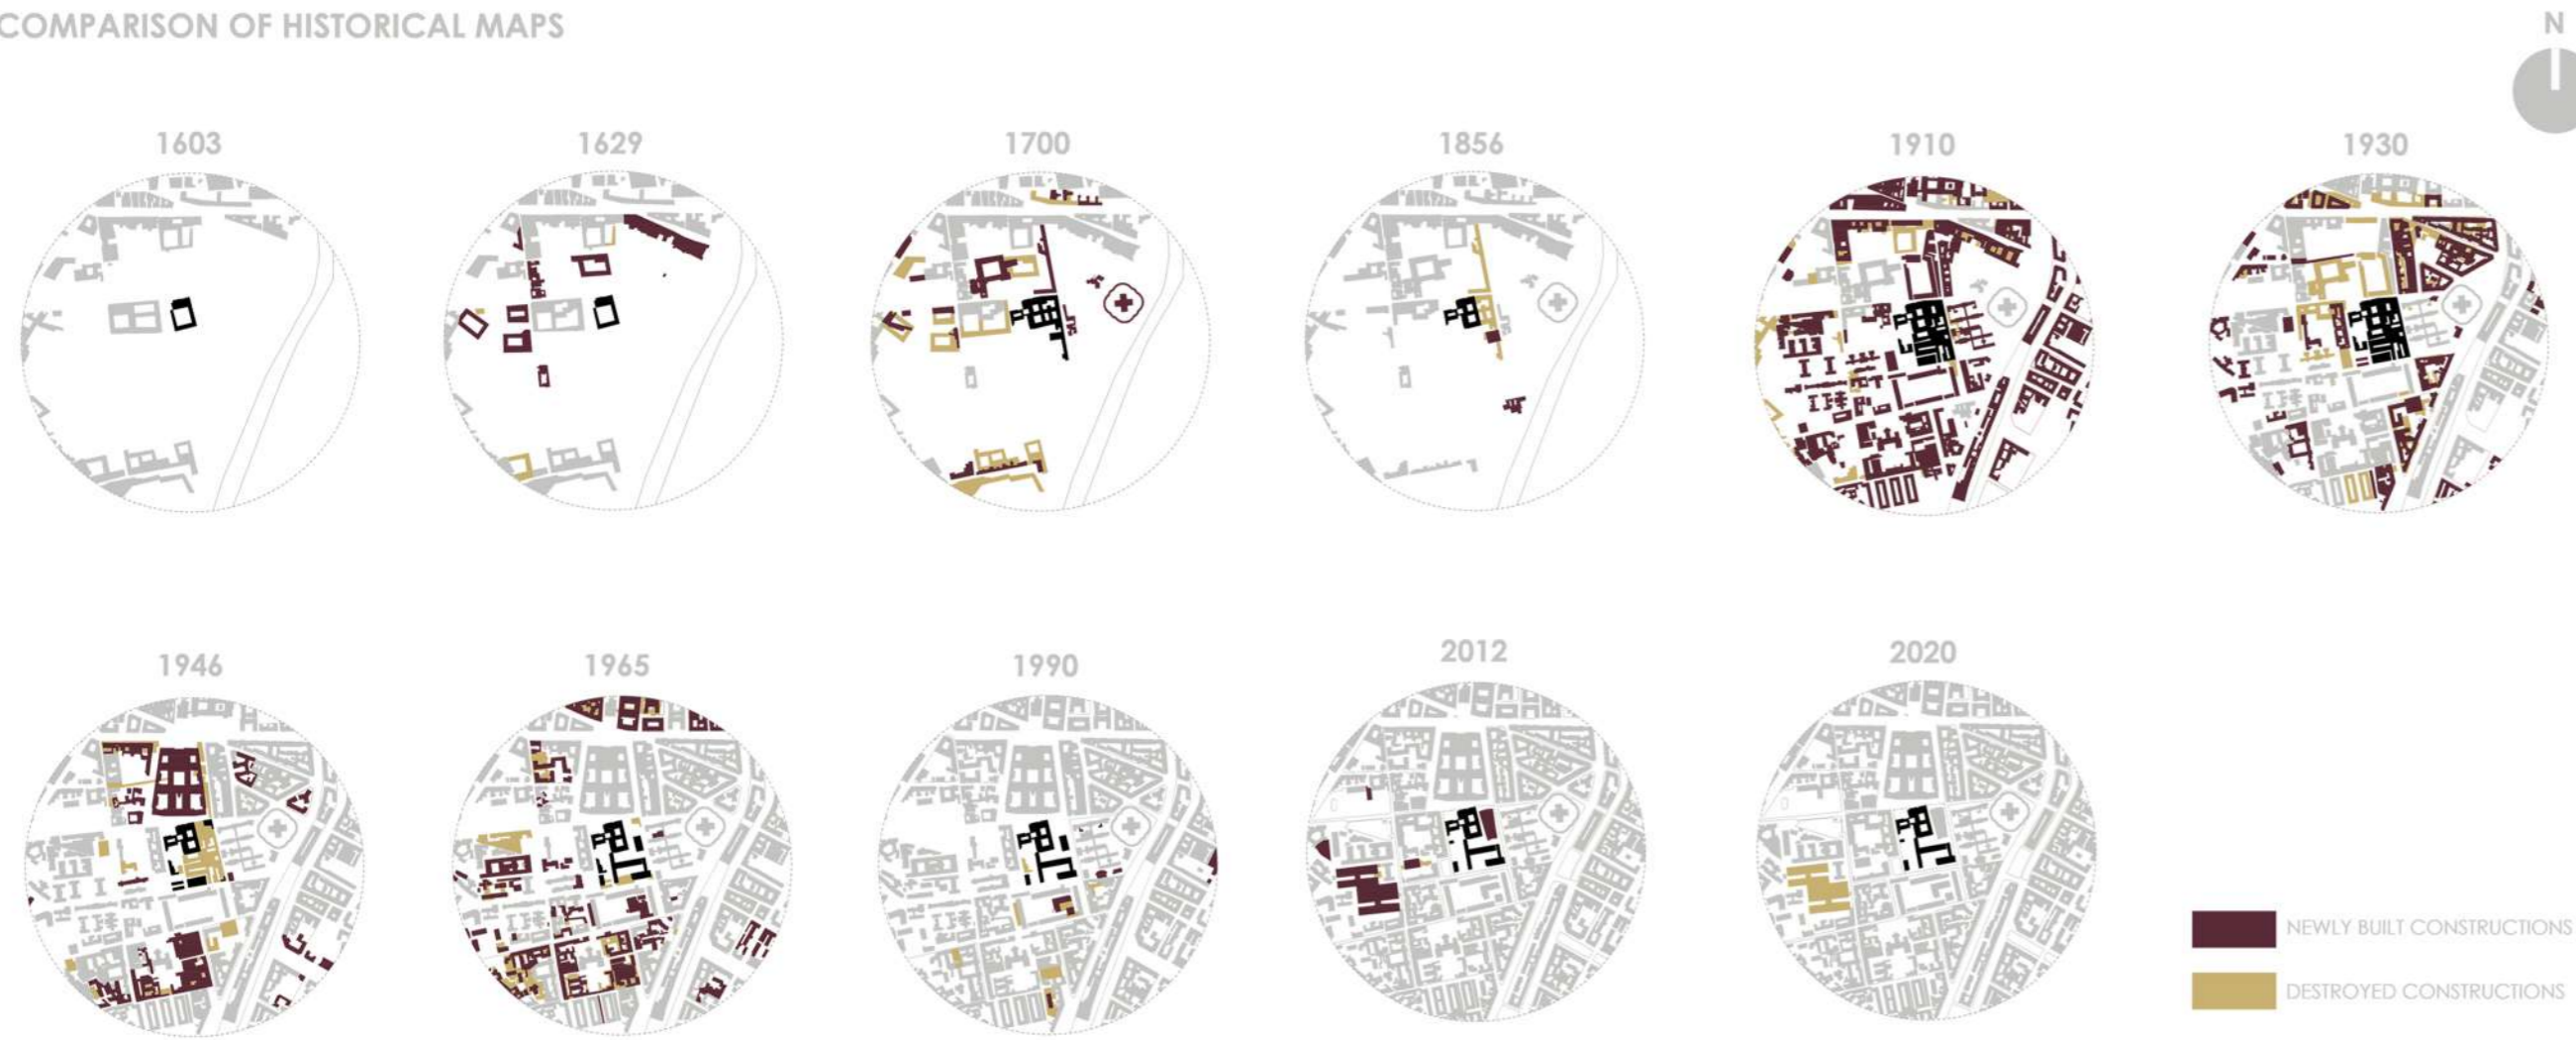 COMPARISON OF HISTORICAL MAPS
N
1603
1629
1700
1856
1910
1930
1946
1965
1990
2012
2020
NEWLY BUILT CONSTRUCTIONS
DESTROYED CONSTRUCTIONS